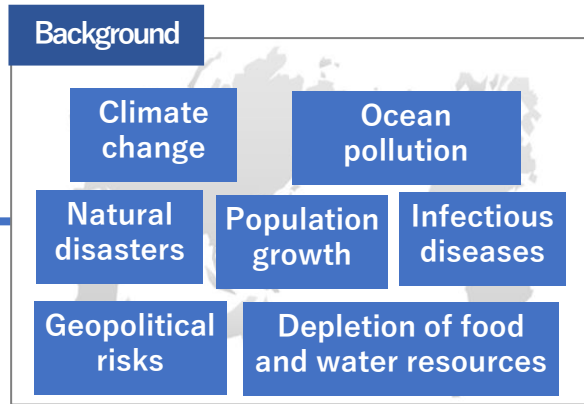 Background
Climate
change
Ocean
pollution
Natural
disasters
Population
growth
Infectious
diseases
Geopolitical
risks
Depletion of food
and water resources